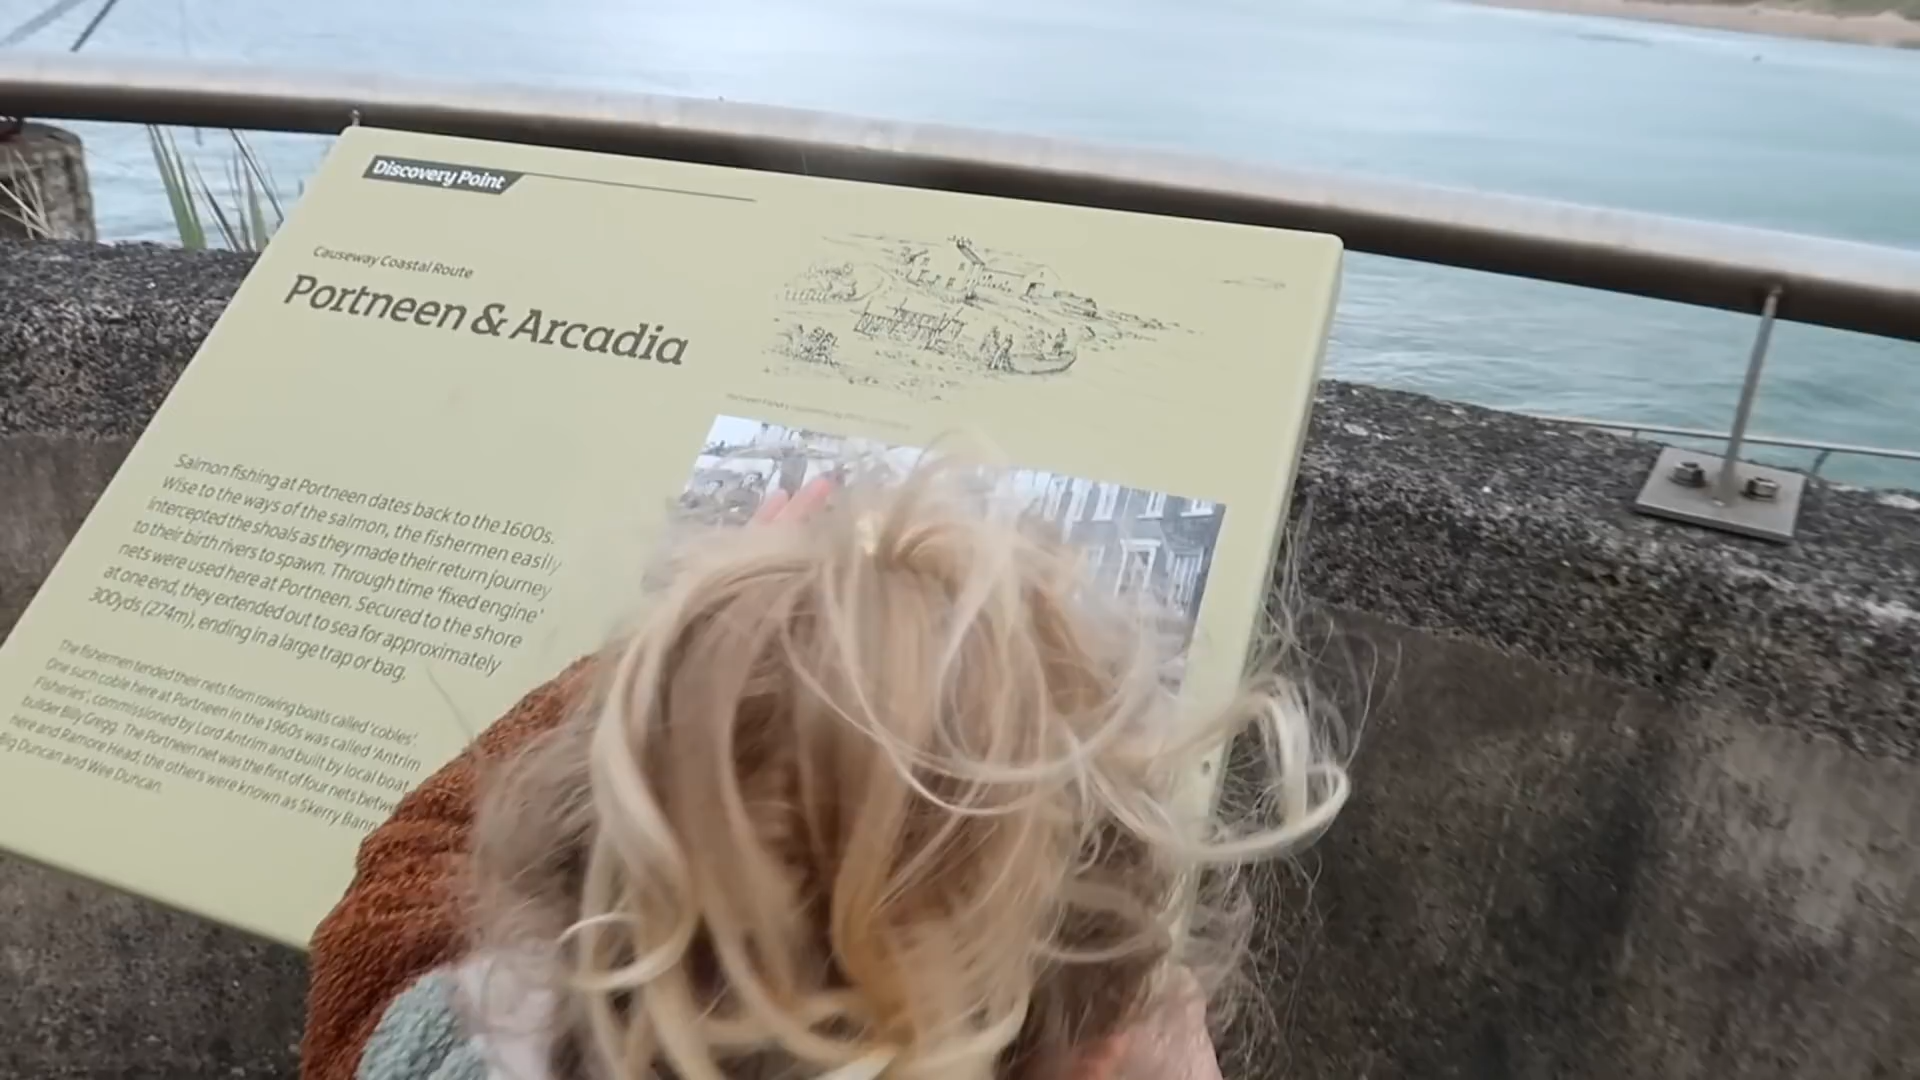 Discovery Point
Causeway Coastal Route
Portneen & Arcadia
Salmon fishing at Portneen dates back to the 1600s.
Wise to the ways of the salmon, the fishermen easily
intercepted the shoals as they made their return journey
to their birth rivers to spawn. Through time 'fixed engine'
nets were used here at Portneen. Secured to the shore
at one end, they extended out to sea for approximately
300yds (274m), ending in a large trap or bag.
The fishermen tended their nets from rowing boats called 'cobles'.
One such coble here at Portneen in the 1960s was called 'Antrim
Fisheries', commissioned by Lord Antrim and built by local boat
builder Billy Gregg. The Portneen net was the first of four nets betwe
here and Ramore Head; the others were known as Skerry Bann
Big Duncan and Wee Duncan.